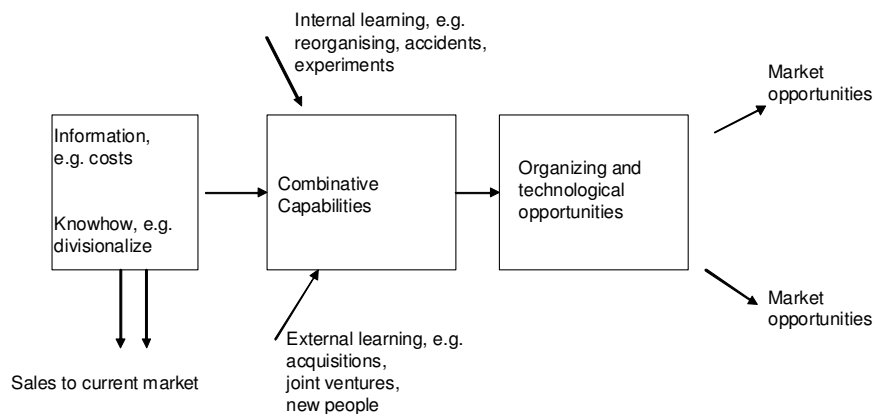 Internal learning, e.g.
reorganising, accidents,
experiments
Market
opportunities
Information,
e.g. costs
Knowhow, e.g.
divisionalize
Combinative
Capabilities
Organizing and
technological
opportunities
Market
opportunities
External learning, e.g.
acquisitions,
joint ventures,
new people
Sales to current market